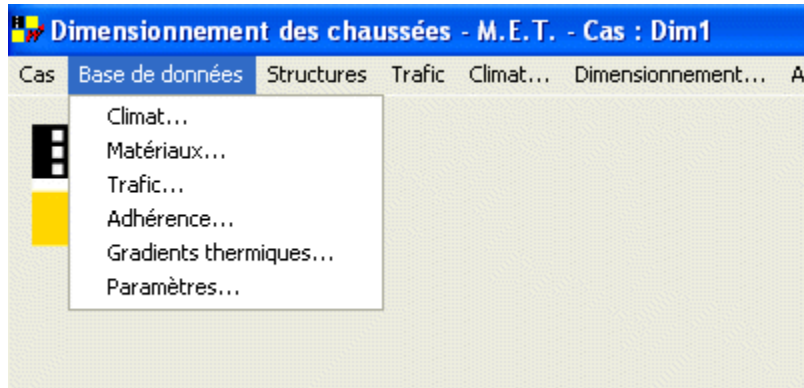 Dimensionnement des chaussées - M.E.T. - Cas : Dim1
Cas Base de données Structures Trafic Climat... Dimensionnement... A
Climat...
Matériaux...
Trafic...
Adhérence...
Gradients thermiques...
Paramètres...